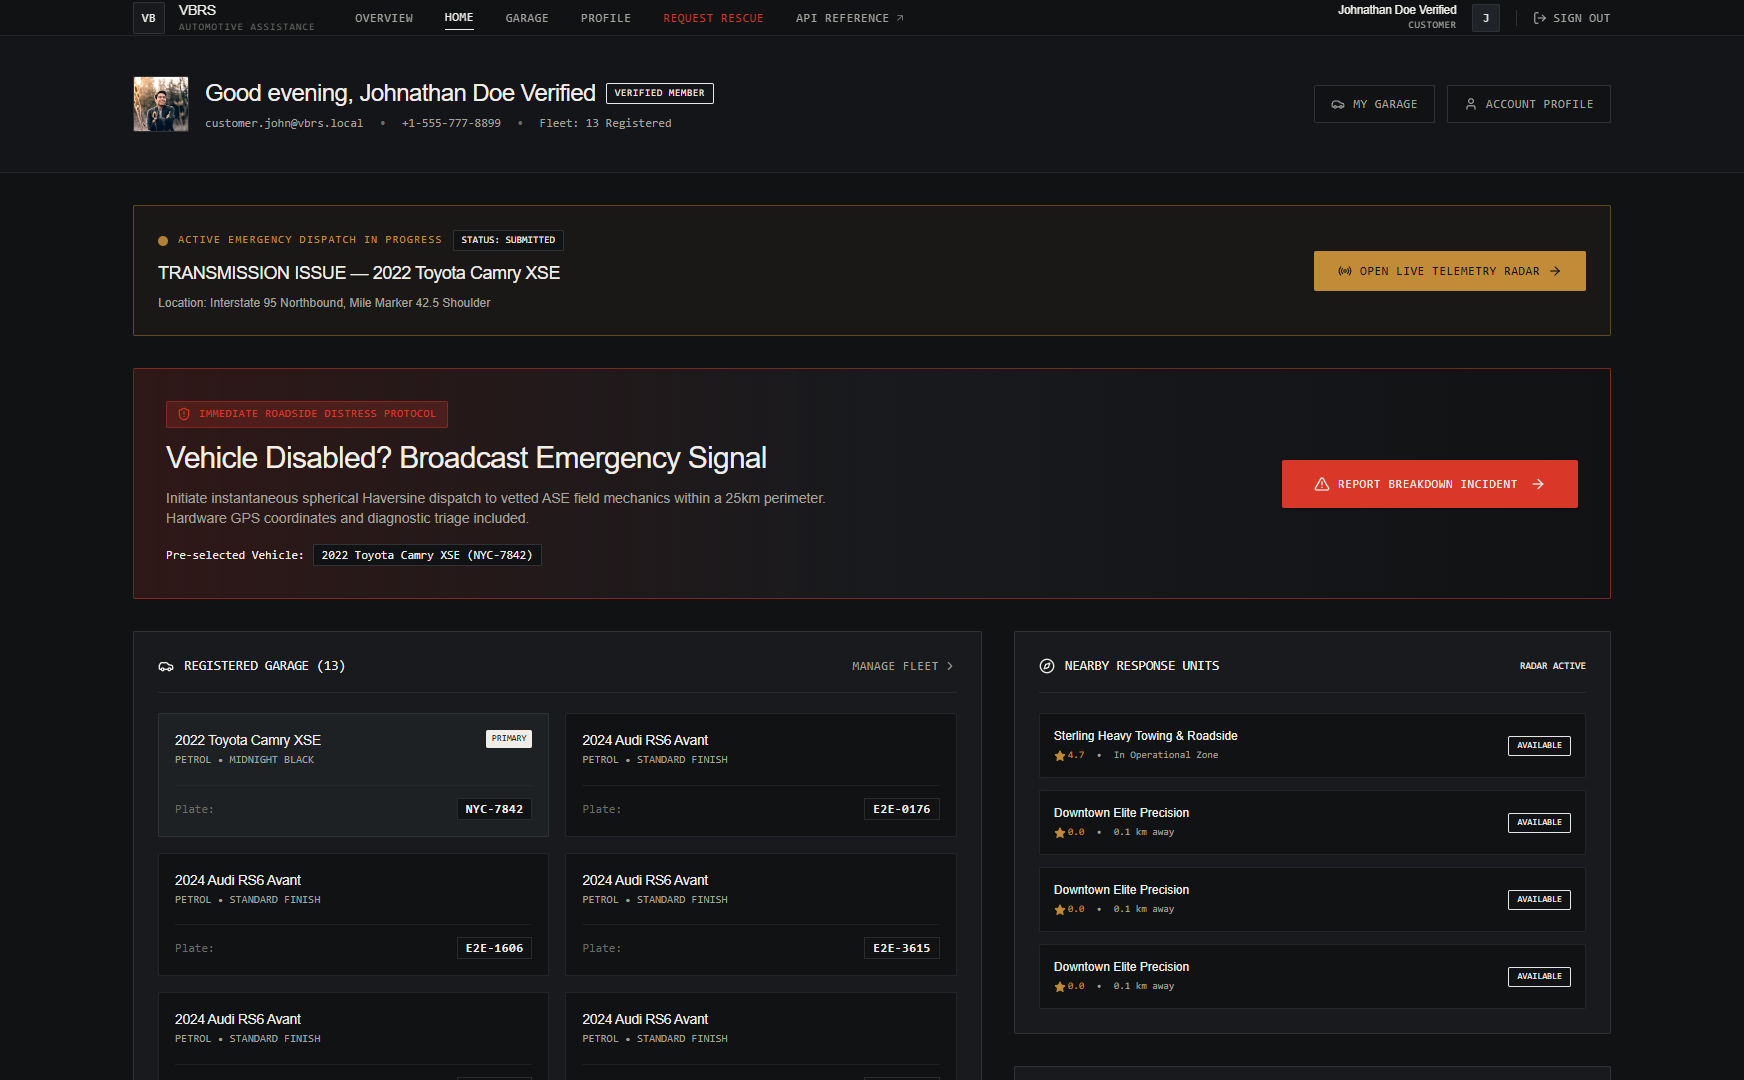 VB
VBRS
AUTOMOTIVE ASSISTANCE
OVERVIEW
HOME
GARAGE
PROFILE
REQUEST RESCUE
API REFERENCE
Johnathan Doe Verified
CUSTOMER
J
SIGN OUT
Good evening, Johnathan Doe Verified
VERIFIED MEMBER
customer.john@vbrs.local • +1-555-777-8899 • Fleet: 13 Registered
MY GARAGE
ACCOUNT PROFILE
ACTIVE EMERGENCY DISPATCH IN PROGRESS
STATUS: SUBMITTED
TRANSMISSION ISSUE — 2022 Toyota Camry XSE
Location: Interstate 95 Northbound, Mile Marker 42.5 Shoulder
OPEN LIVE TELEMETRY RADAR
IMMEDIATE ROADSIDE DISTRESS PROTOCOL
Vehicle Disabled? Broadcast Emergency Signal
Initiate instantaneous spherical Haversine dispatch to vetted ASE field mechanics within a 25km perimeter.
Hardware GPS coordinates and diagnostic triage included.
Pre-selected Vehicle: 2022 Toyota Camry XSE (NYC-7842)
REPORT BREAKDOWN INCIDENT
REGISTERED GARAGE (13)
MANAGE FLEET
2022 Toyota Camry XSE
PRIMARY
PETROL • MIDNIGHT BLACK
Plate:
NYC-7842
2024 Audi RS6 Avant
PETROL • STANDARD FINISH
Plate:
E2E-0176
2024 Audi RS6 Avant
PETROL • STANDARD FINISH
Plate:
E2E-1606
2024 Audi RS6 Avant
PETROL • STANDARD FINISH
Plate:
E2E-3615
2024 Audi RS6 Avant
PETROL • STANDARD FINISH
2024 Audi RS6 Avant
PETROL • STANDARD FINISH
NEARBY RESPONSE UNITS
RADAR ACTIVE
Sterling Heavy Towing & Roadside
4.7 • In Operational Zone
AVAILABLE
Downtown Elite Precision
0.0 • 0.1 km away
AVAILABLE
Downtown Elite Precision
0.0 • 0.1 km away
AVAILABLE
Downtown Elite Precision
0.0 • 0.1 km away
AVAILABLE